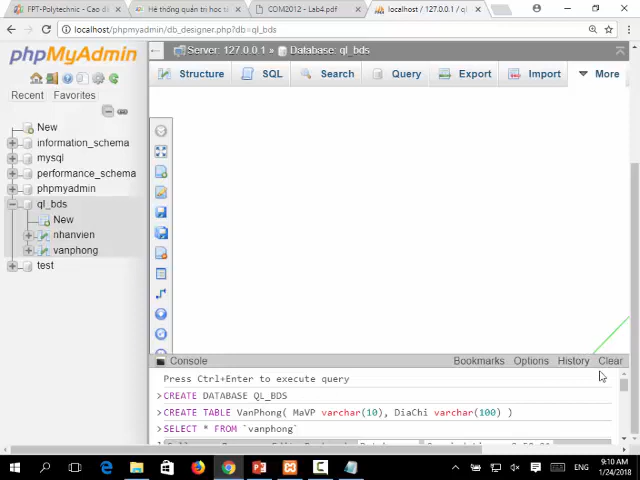 FPT-Polytechnic - Cao đ
Hệ thống quản trị học t
COM2012 - Lab4.pdf
localhost / 127.0.0.1 / q
localhost/phpmyadmin/db_designer.php?db=ql_bds
phpMyAdmin
Recent Favorites
New
information_schema
mysql
performance_schema
phpmyadmin
ql_bds
New
nhanvien
vanphong
test
Server: 127.0.0.1 » Database: ql_bds
Structure SQL Search Query Export Import More
Console Bookmarks Options History Clear
Press Ctrl+Enter to execute query
>CREATE DATABASE QL_BDS
>CREATE TABLE VanPhong( MaVP varchar(10), DiaChi varchar(100) )
>SELECT * FROM `vanphong`
ENG
9:10 AM
1/24/2018